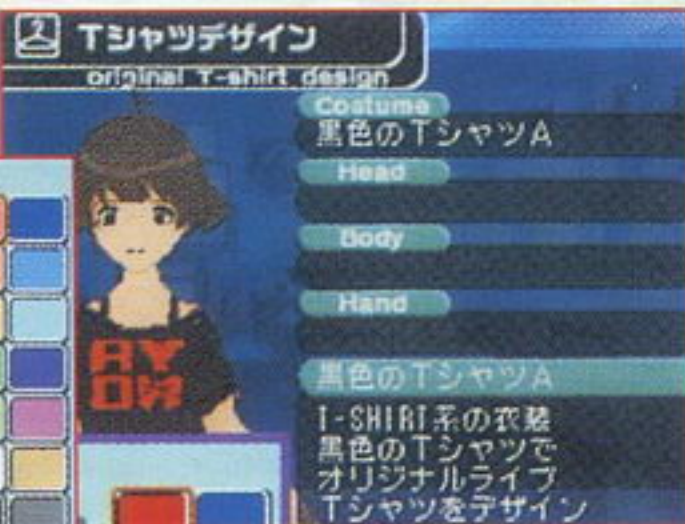 Tシャツデザイン
original T-shirt design
Costume
黒色のTシャツA
Head
Body
Hand
黒色のTシャツA
T-SHIRT系の衣装
黒色のTシャツで
オリジナルライブ
Tシャツをデザイン